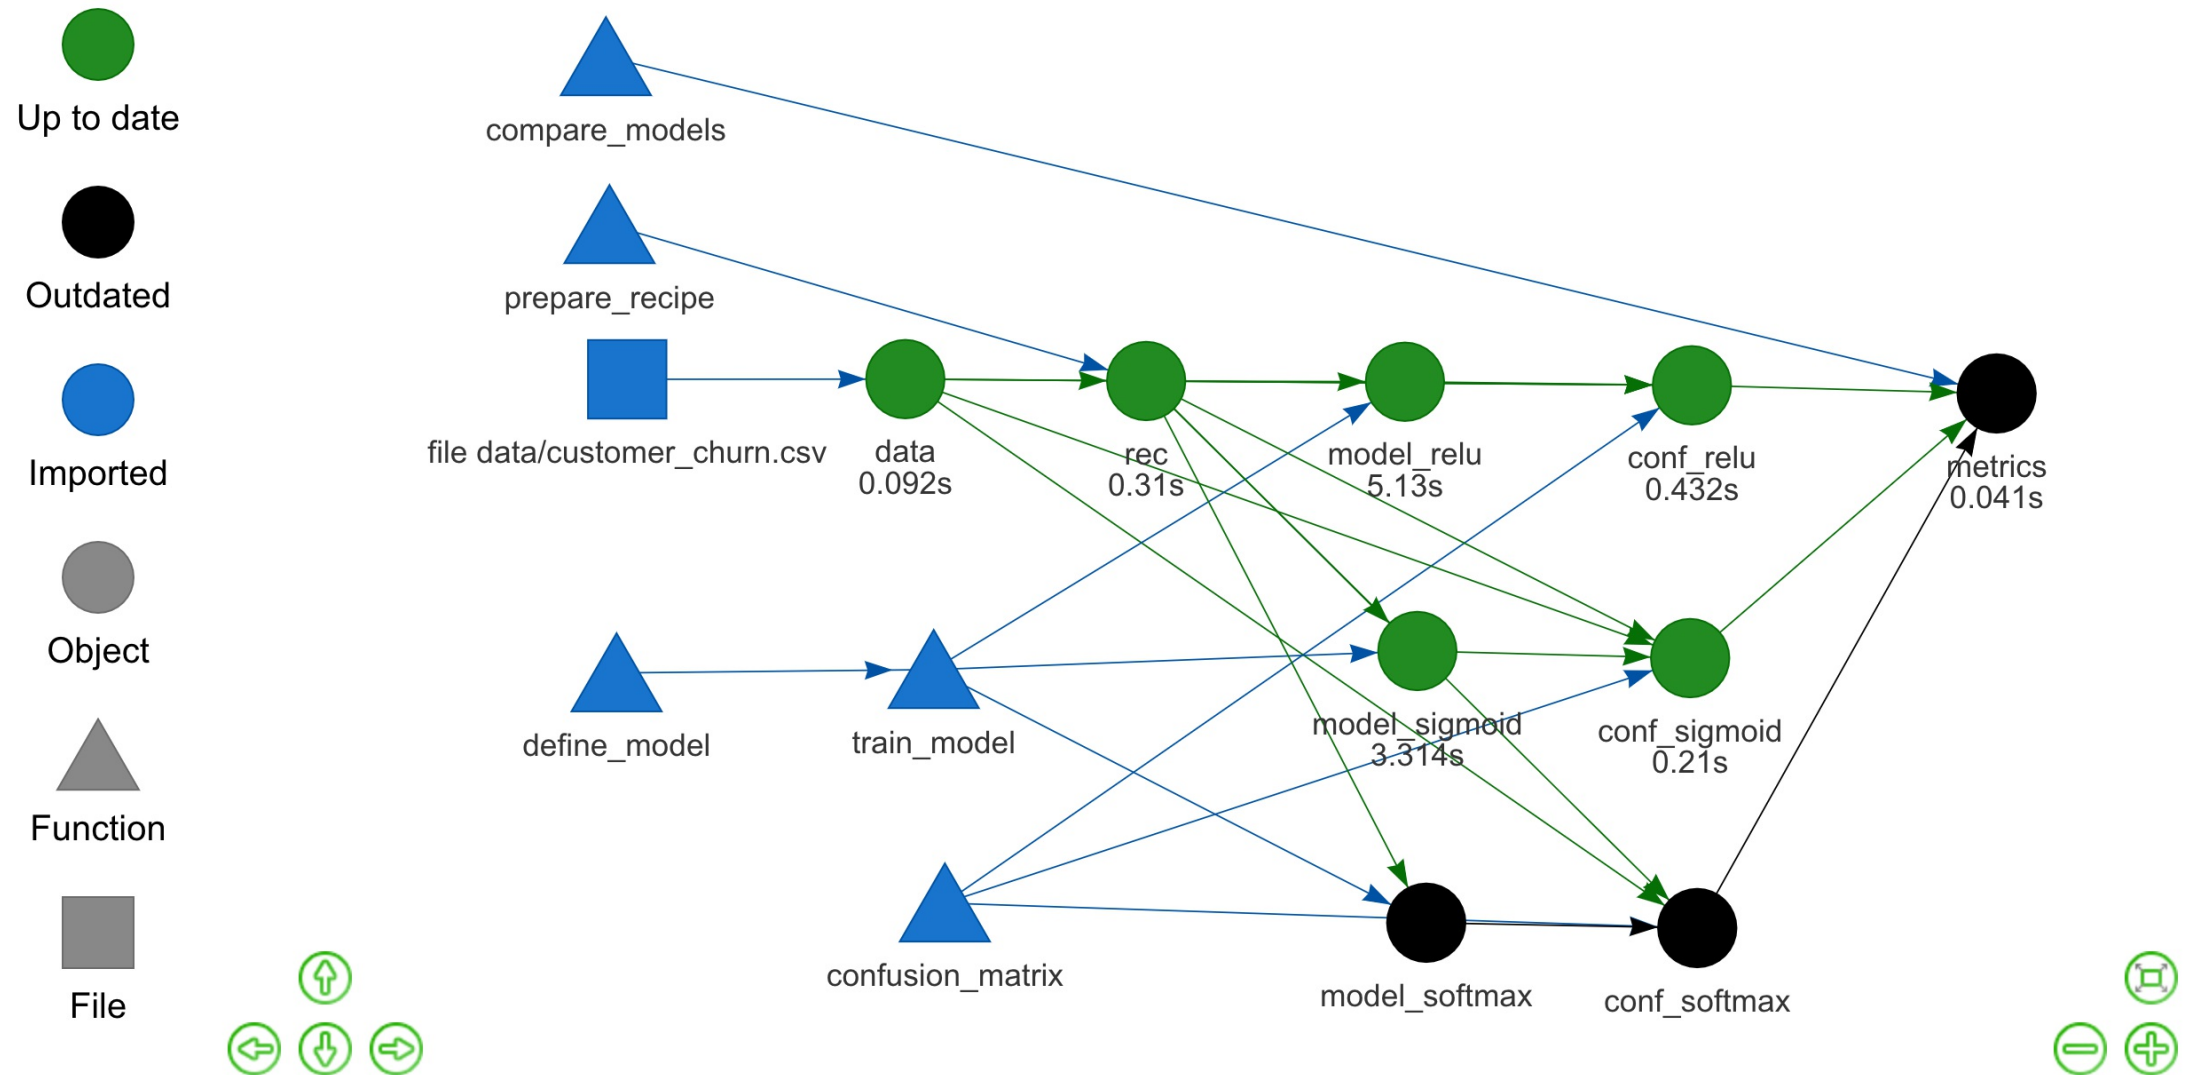 Up to date
Outdated
Imported
Object
Function
File
compare_models
prepare_recipe
file data/customer_churn.csv
data
0.092s
rec
0.31s
model_relu
5.13s
conf_relu
0.432s
metrics
0.041s
define_model
train_model
model_sigmoid
3.314s
conf_sigmoid
0.21s
confusion_matrix
model_softmax
conf_softmax